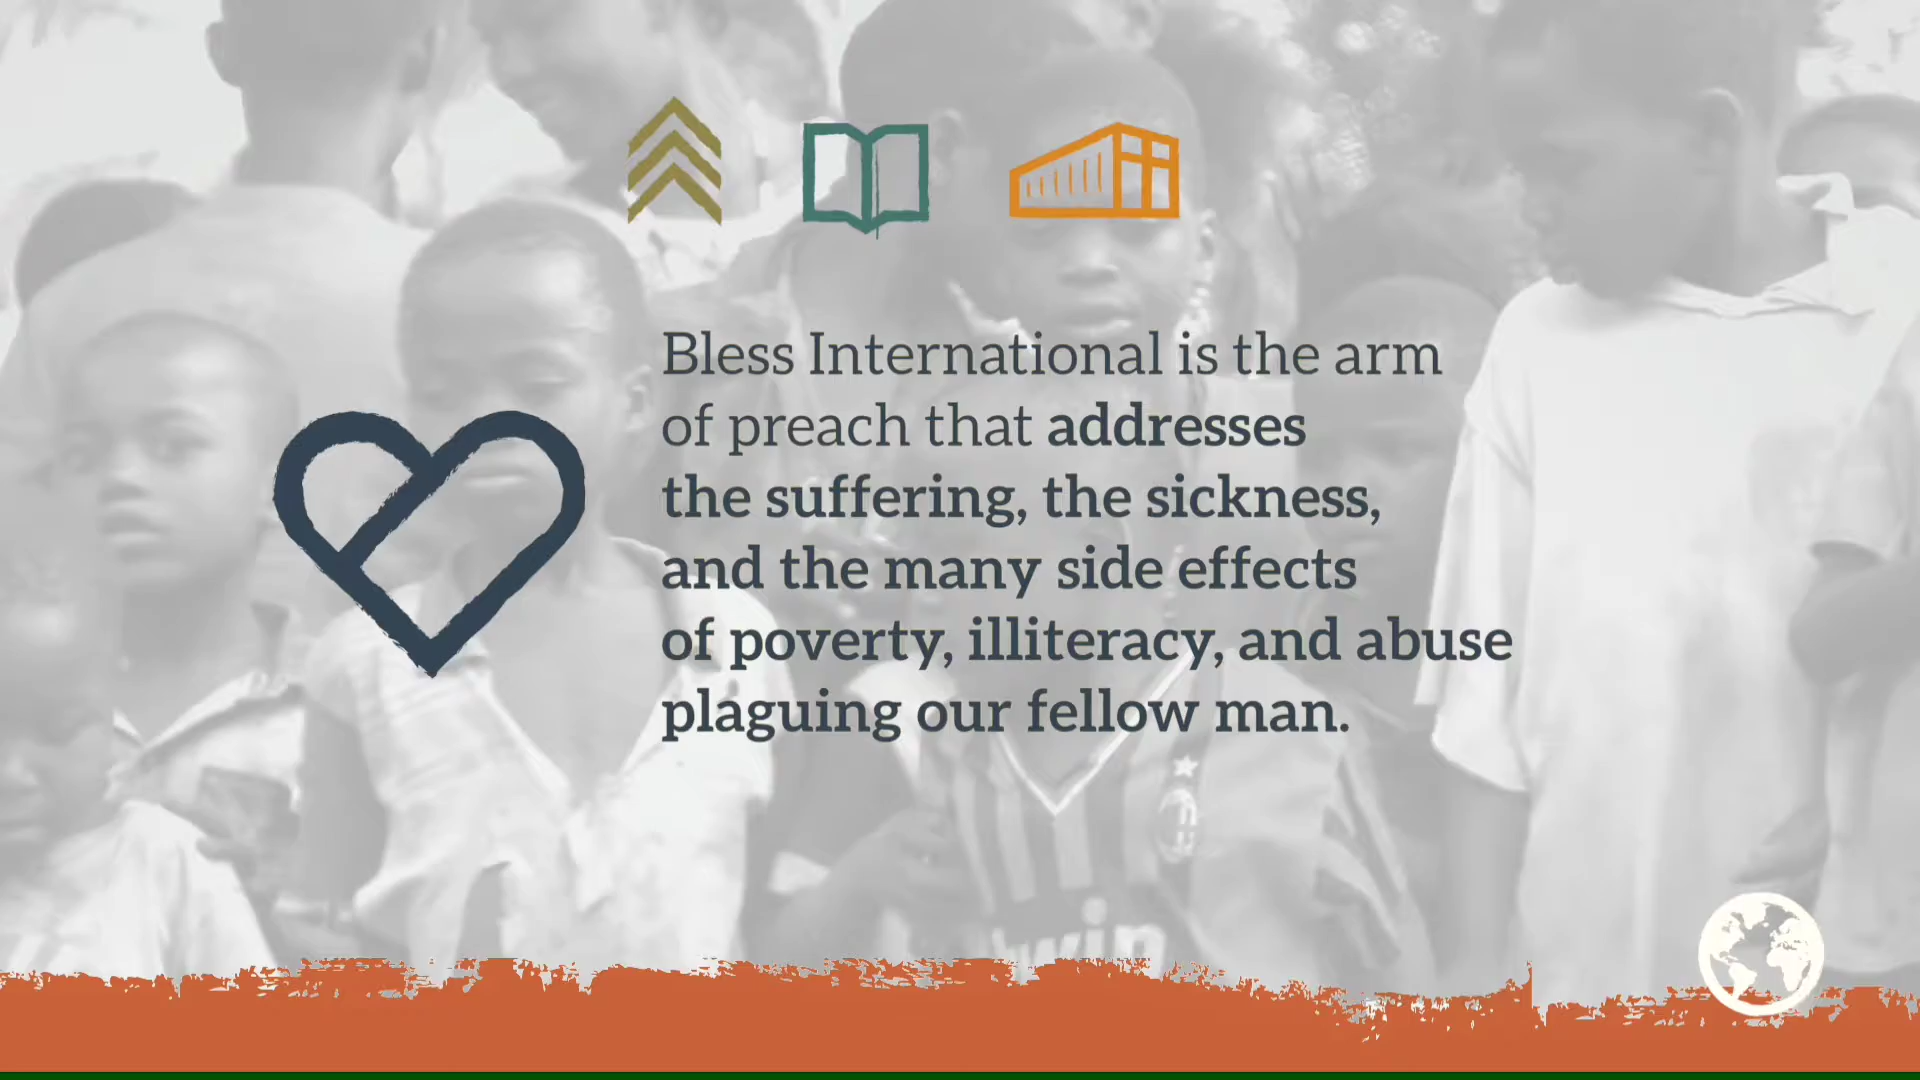 Bless International is the arm
of preach that addresses
the suffering, the sickness,
and the many side effects
of poverty, illiteracy, and abuse
plaguing our fellow man.